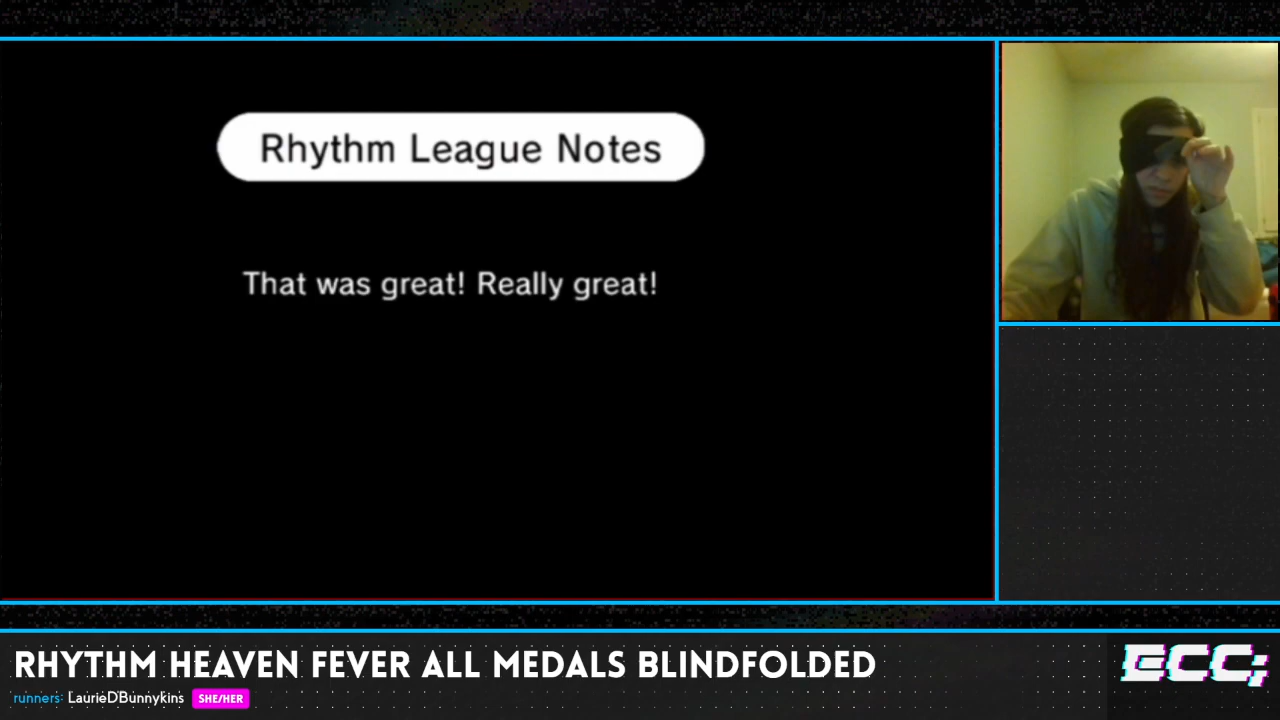 Rhythm League Notes
That was great! Really great!
RHYTHM HEAVEN FEVER ALL MEDALS BLINDFOLDED
runners: LaurieDBunnykins SHE/HER
ECC;